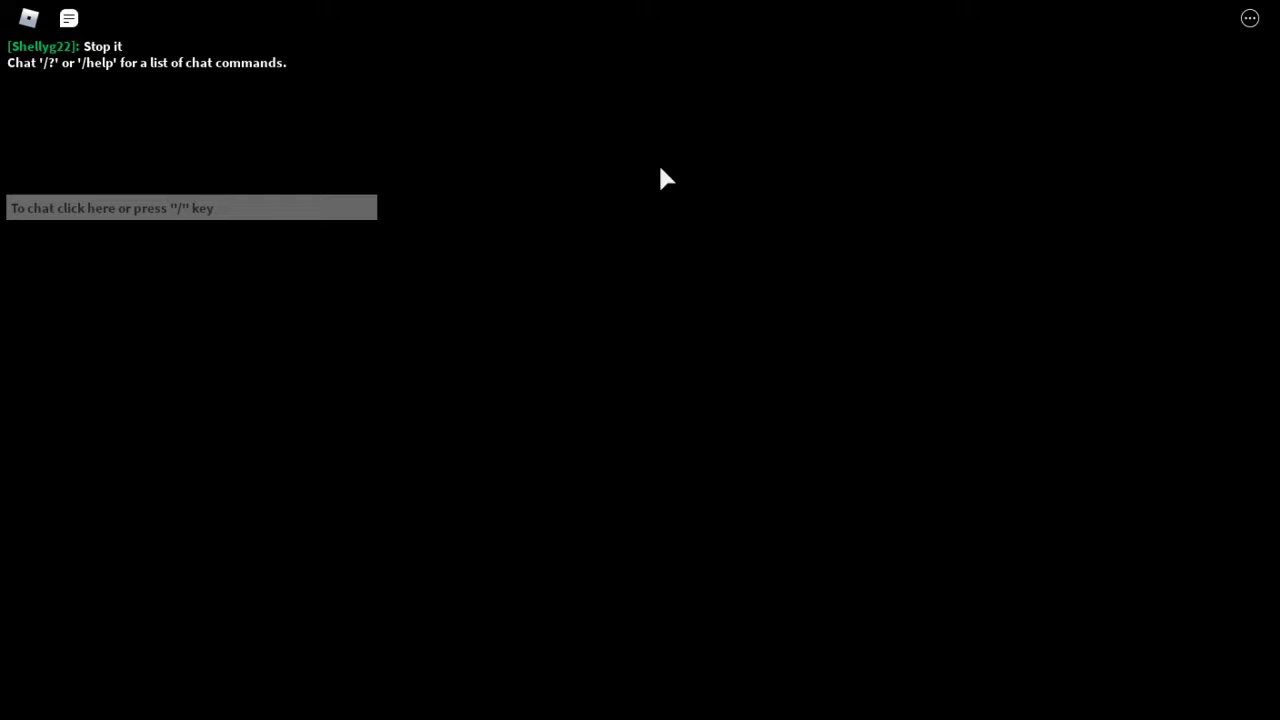 [Shellyg22]: Stop it
Chat '/?' or '/help' for a list of chat commands.
To chat click here or press "/" key